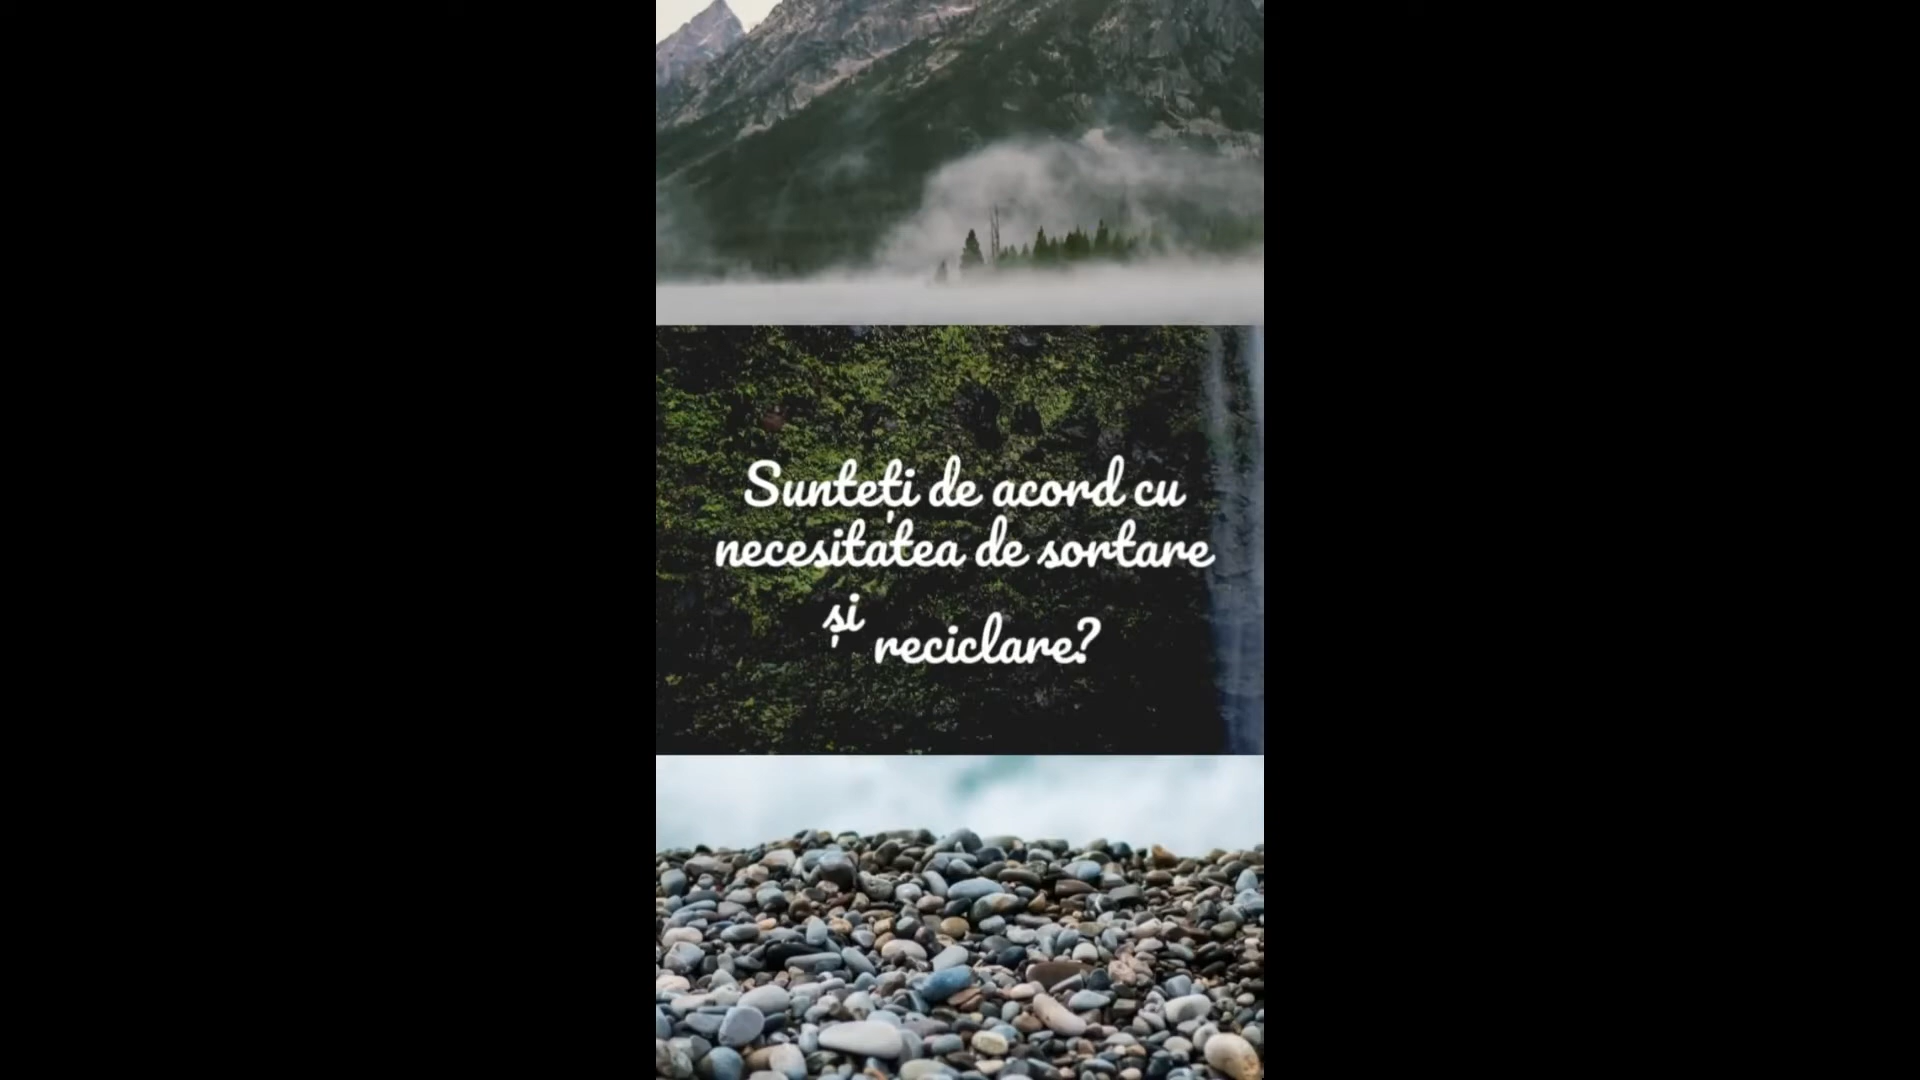 Sunteți de acord cu
necesitatea de sortare
și reciclare?